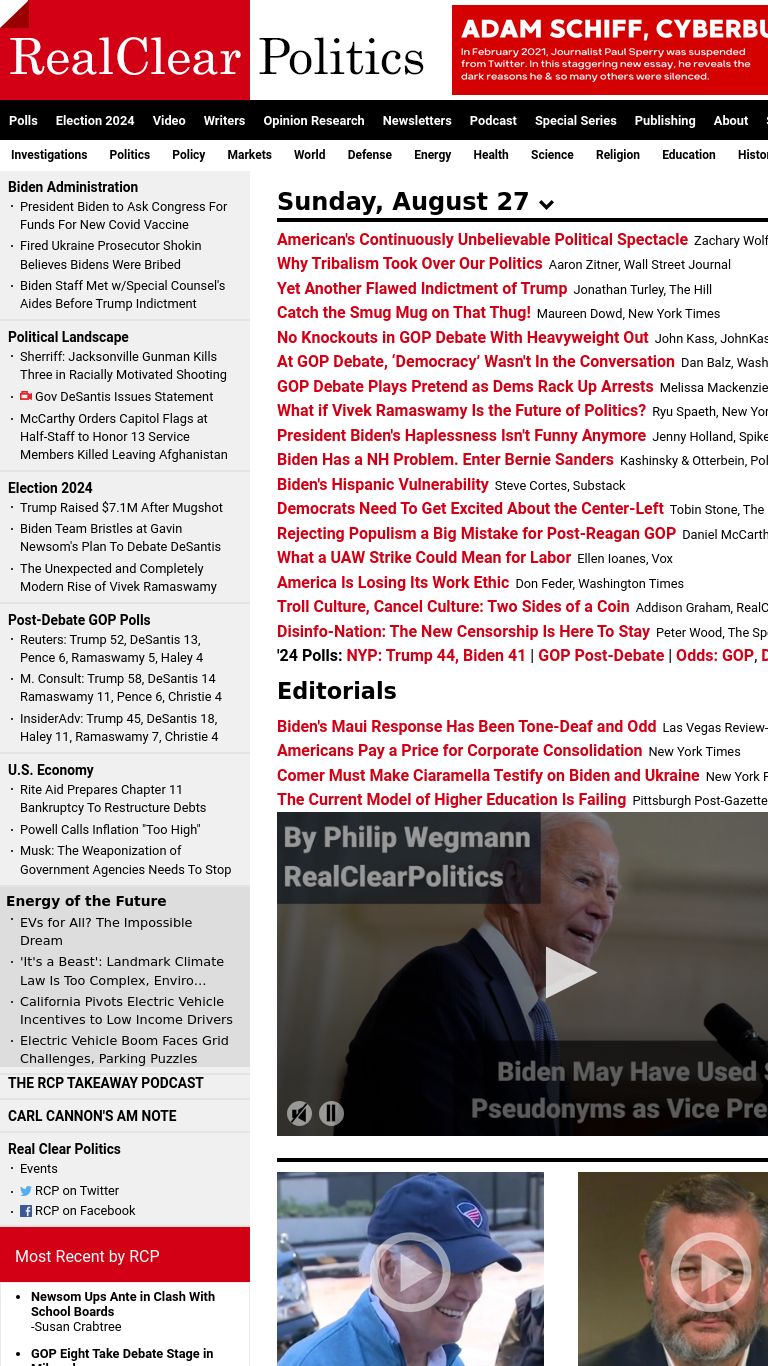 RealClear Politics
ADAM SCHIFF,
In February 2021, Journalist Paul Sperry was suspended
from Twitter. In this staggering new essay, he reveals the
dark reasons he & so many others were silenced.
Polls Election 2024 Video Writers Opinion Research Newsletters Podcast Special Series Publishing About
Investigations Politics Policy Markets World Defense Energy Health Science Religion Education
Biden Administration
· President Biden to Ask Congress For
Funds For New Covid Vaccine
· Fired Ukraine Prosecutor Shokin
Believes Bidens Were Bribed
· Biden Staff Met w/Special Counsel's
Aides Before Trump Indictment
Political Landscape
· Sherriff: Jacksonville Gunman Kills
Three in Racially Motivated Shooting
· Gov DeSantis Issues Statement
· McCarthy Orders Capitol Flags at
Half-Staff to Honor 13 Service
Members Killed Leaving Afghanistan
Election 2024
· Trump Raised $7.1M After Mugshot
· Biden Team Bristles at Gavin
Newsom's Plan To Debate DeSantis
· The Unexpected and Completely
Modern Rise of Vivek Ramaswamy
Post-Debate GOP Polls
· Reuters: Trump 52, DeSantis 13,
Pence 6, Ramaswamy 5, Haley 4
· M. Consult: Trump 58, DeSantis 14
Ramaswamy 11, Pence 6, Christie 4
· InsiderAdv: Trump 45, DeSantis 18,
Haley 11, Ramaswamy 7, Christie 4
U.S. Economy
· Rite Aid Prepares Chapter 11
Bankruptcy To Restructure Debts
· Powell Calls Inflation "Too High"
· Musk: The Weaponization of
Government Agencies Needs To Stop
Energy of the Future
· EVs for All? The Impossible
Dream
· 'It's a Beast': Landmark Climate
Law Is Too Complex, Enviro...
· California Pivots Electric Vehicle
Incentives to Low Income Drivers
· Electric Vehicle Boom Faces Grid
Challenges, Parking Puzzles
THE RCP TAKEAWAY PODCAST
CARL CANNON'S AM NOTE
Real Clear Politics
· Events
· RCP on Twitter
· RCP on Facebook
Most Recent by RCP
• Newsom Ups Ante in Clash With
School Boards
-Susan Crabtree
• GOP Eight Take Debate Stage in
Sunday, August 27
American's Continuously Unbelievable Political Spectacle Zachary
Why Tribalism Took Over Our Politics Aaron Zitner, Wall Street Journal
Yet Another Flawed Indictment of Trump Jonathan Turley, The Hill
Catch the Smug Mug on That Thug! Maureen Dowd, New York Times
No Knockouts in GOP Debate With Heavyweight Out John Kass,
At GOP Debate, ‘Democracy’ Wasn't In the Conversation Dan Balz,
GOP Debate Plays Pretend as Dems Rack Up Arrests Melissa Mackenzie
What if Vivek Ramaswamy Is the Future of Politics? Ryu Spaeth, New
President Biden's Haplessness Isn't Funny Anymore Jenny Holland,
Biden Has a NH Problem. Enter Bernie Sanders Kashinsky & Otterbein,
Biden's Hispanic Vulnerability Steve Cortes, Substack
Democrats Need To Get Excited About the Center-Left Tobin Stone, The
Rejecting Populism a Big Mistake for Post-Reagan GOP Daniel
What a UAW Strike Could Mean for Labor Ellen Ioanes, Vox
America Is Losing Its Work Ethic Don Feder, Washington Times
Troll Culture, Cancel Culture: Two Sides of a Coin Addison Graham,
Disinfo-Nation: The New Censorship Is Here To Stay Peter Wood, The
'24 Polls: NYP: Trump 44, Biden 41 | GOP Post-Debate | Odds: GOP,
Editorials
Biden's Maui Response Has Been Tone-Deaf and Odd Las Vegas
Americans Pay a Price for Corporate Consolidation New York Times
Comer Must Make Ciaramella Testify on Biden and Ukraine New York
The Current Model of Higher Education Is Failing Pittsburgh Post-Gazette
By Philip Wegmann
RealClearPolitics
Biden May Have Used
Pseudonyms as Vice